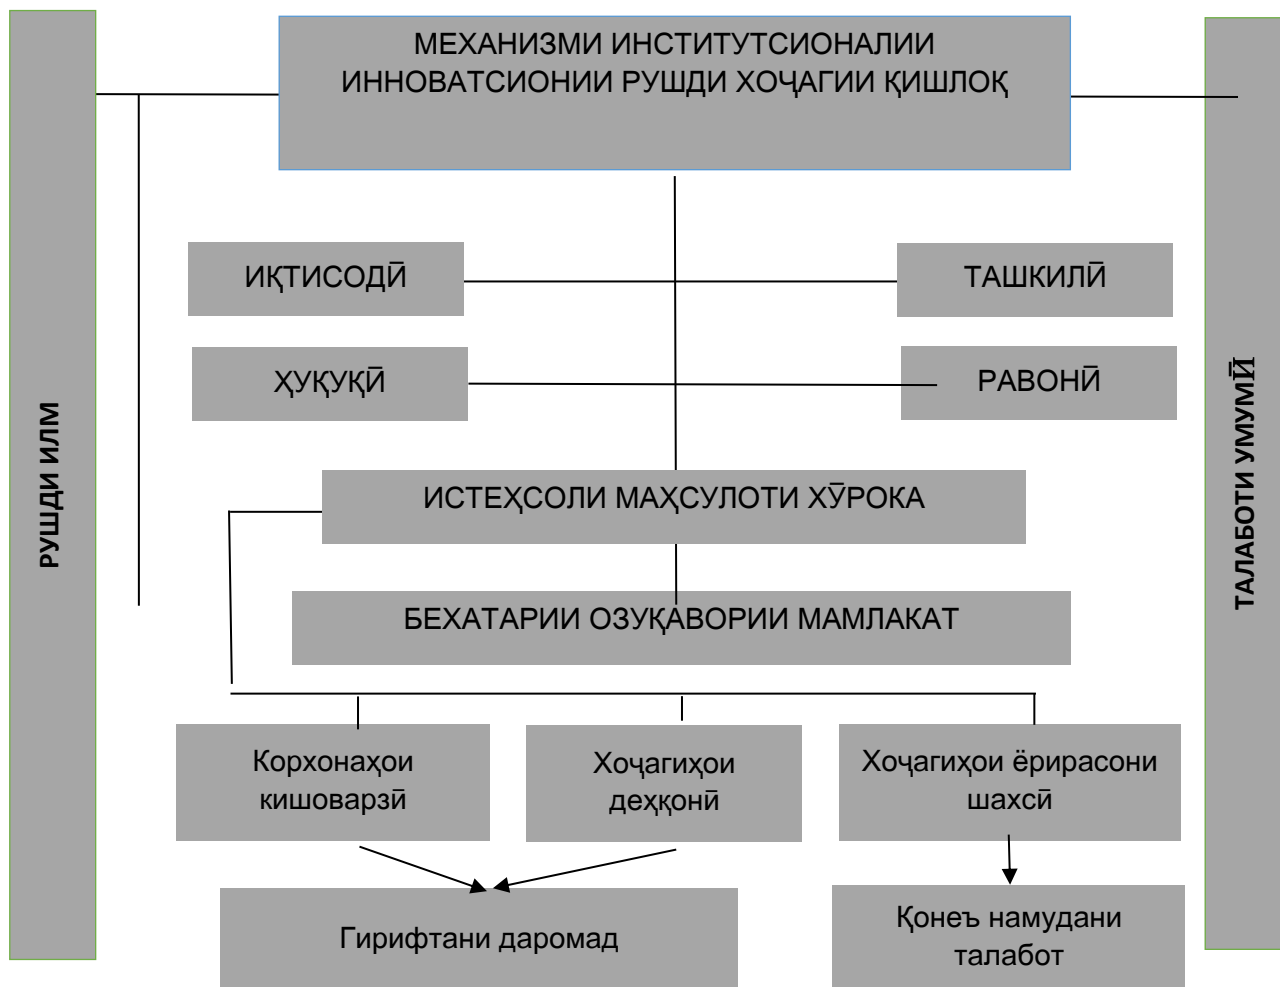 МЕХАНИЗМИ ИНСТИТУТСИОНАЛИИ
ИННОВАТСИОНИИ РУШДИ ХОҶАГИИ ҚИШЛОҚ
ИҚТИСОДӢ
ТАШКИЛӢ
ҲУҚУҚӢ
РАВОНӢ
РУШДИ ИЛМ
ТАЛАБОТИ УМУМӢ
ИСТЕҲСОЛИ МАҲСУЛОТИ ХӮРОКА
БЕХАТАРИИ ОЗУҚАВОРИИ МАМЛАКАТ
Корхонаҳои
кишоварзӣ
Хоҷагиҳои
деҳқонӣ
Хоҷагиҳои ёрирасони
шахсӣ
Гирифтани даромад
Қонеъ намудани
талабот